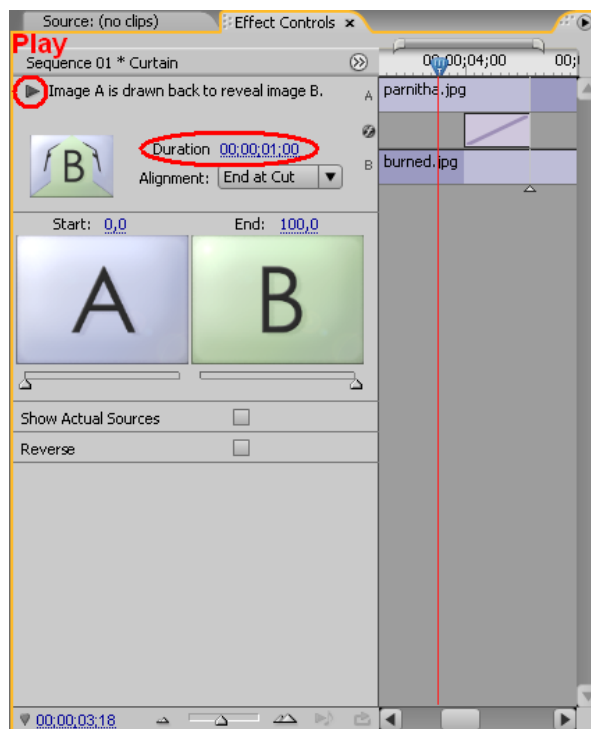 Source: (no clips)
Effect Controls x
Play
Sequence 01 * Curtain
00;00;04;00
00;
Image A is drawn back to reveal image B.
A
parnitha.jpg
Duration 00;00;01;00
B
Alignment: End at Cut
B
burned.jpg
Start: 0,0
End: 100,0
A
B
Show Actual Sources
Reverse
00;00;03;18